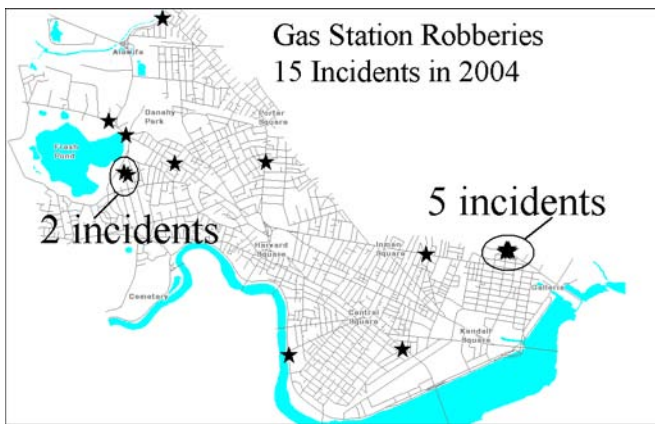 Gas Station Robberies
15 Incidents in 2004
Alewife
Danehy
Park
Porter
Square
Fresh
Pond
2 incidents
5 incidents
Harvard
Square
Inman
Square
Galleria
Cemetery
Central
Square
Kendall
Square